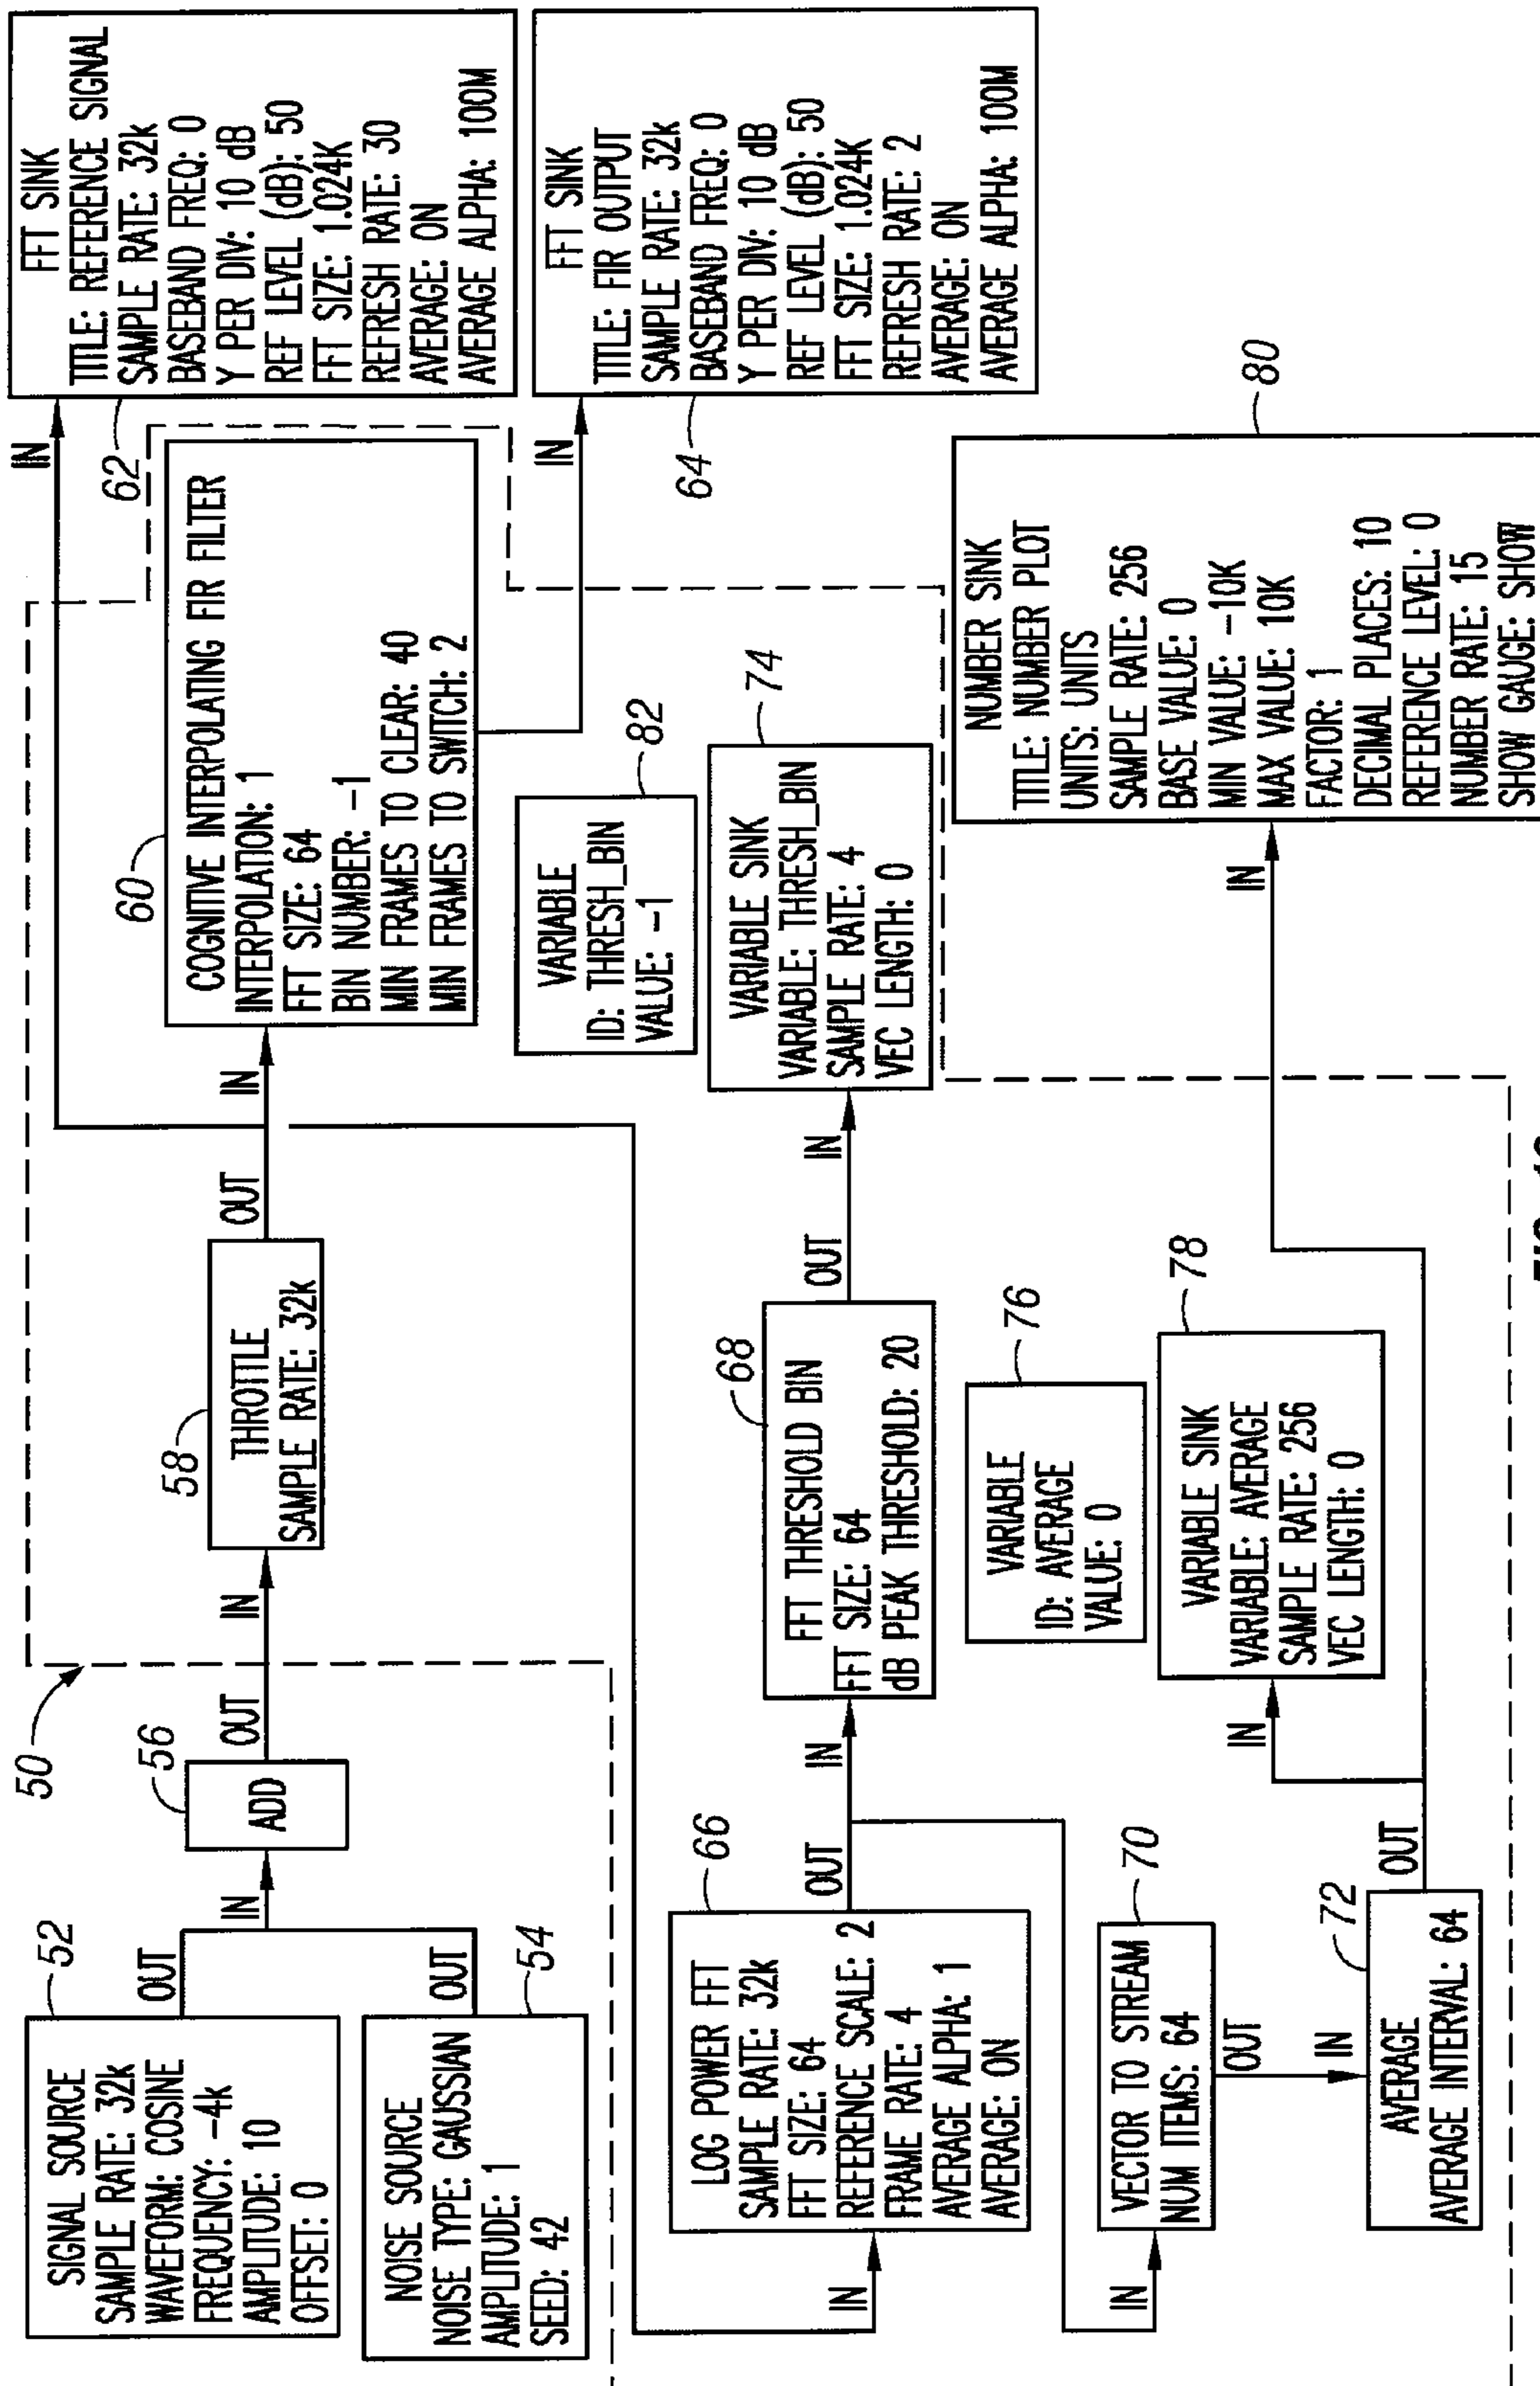 50
SIGNAL SOURCE
SAMPLE RATE: 32k
WAVEFORM: COSINE
FREQUENCY: -4k
AMPLITUDE: 10
OFFSET: 0
52
OUT
NOISE SOURCE
NOISE TYPE: GAUSSIAN
AMPLITUDE: 1
SEED: 42
54
OUT
IN
ADD
56
OUT
IN
THROTTLE
SAMPLE RATE: 32k
58
OUT
IN
COGNITIVE INTERPOLATING FIR FILTER
INTERPOLATION: 1
FFT SIZE: 64
BIN NUMBER: -1
MIN FRAMES TO CLEAR: 40
MIN FRAMES TO SWITCH: 2
60
IN
FFT SINK
TITLE: REFERENCE SIGNAL
SAMPLE RATE: 32k
BASEBAND FREQ: 0
Y PER DIV: 10 dB
REF LEVEL (dB): 50
FFT SIZE: 1.024K
REFRESH RATE: 30
AVERAGE: ON
AVERAGE ALPHA: 100M
62
IN
FFT SINK
TITLE: FIR OUTPUT
SAMPLE RATE: 32k
BASEBAND FREQ: 0
Y PER DIV: 10 dB
REF LEVEL (dB): 50
FFT SIZE: 1.024K
REFRESH RATE: 2
AVERAGE: ON
AVERAGE ALPHA: 100M
64
IN
LOG POWER FFT
SAMPLE RATE: 32k
FFT SIZE: 64
REFERENCE SCALE: 2
FRAME RATE: 4
AVERAGE ALPHA: 1
AVERAGE: ON
66
OUT
IN
FFT THRESHOLD BIN
FFT SIZE: 64
dB PEAK THRESHOLD: 20
68
OUT
IN
VARIABLE
ID: THRESH_BIN
VALUE: -1
82
VARIABLE SINK
VARIABLE: THRESH_BIN
SAMPLE RATE: 4
VEC LENGTH: 0
74
IN
VECTOR TO STREAM
NUM ITEMS: 64
70
OUT
IN
AVERAGE
AVERAGE INTERVAL: 64
72
OUT
VARIABLE
ID: AVERAGE
VALUE: 0
76
IN
VARIABLE SINK
VARIABLE: AVERAGE
SAMPLE RATE: 256
VEC LENGTH: 0
78
IN
NUMBER SINK
TITLE: NUMBER PLOT
UNITS: UNITS
SAMPLE RATE: 256
BASE VALUE: 0
MIN VALUE: -10K
MAX VALUE: 10K
FACTOR: 1
DECIMAL PLACES: 10
REFERENCE LEVEL: 0
NUMBER RATE: 15
SHOW GAUGE: SHOW
80